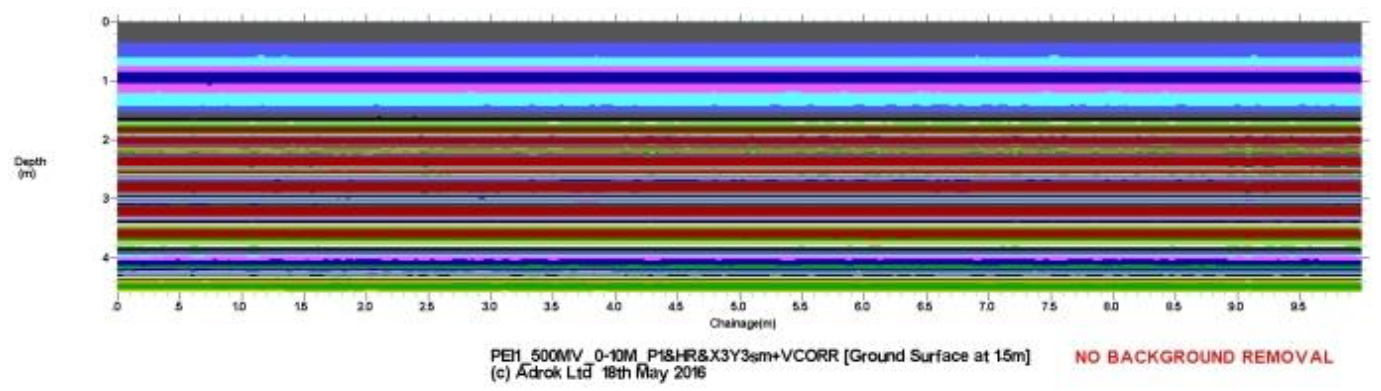 0
1
2
3
4
Depth
(m)
.0 .5 1.0 1.5 2.0 2.5 3.0 3.5 4.0 4.5 5.0 5.5 6.0 6.5 7.0 7.5 8.0 8.5 9.0 9.5
Chainage(m)
PEI1_500MV_0-10M_P1&HR&X3Y3sm+VCORR [Ground Surface at 1.5m] NO BACKGROUND REMOVAL
(c) Adrok Ltd 18th May 2016